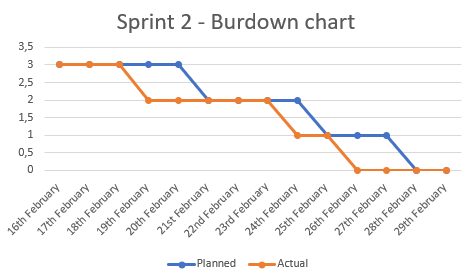 Sprint 2 - Burdown chart
3,5
3
2,5
2
1,5
1
0,5
0
16th February
17th February
18th February
19th February
20th February
21st February
22nd February
23rd February
24th February
25th February
26th February
27th February
28th February
29th February
Planned Actual